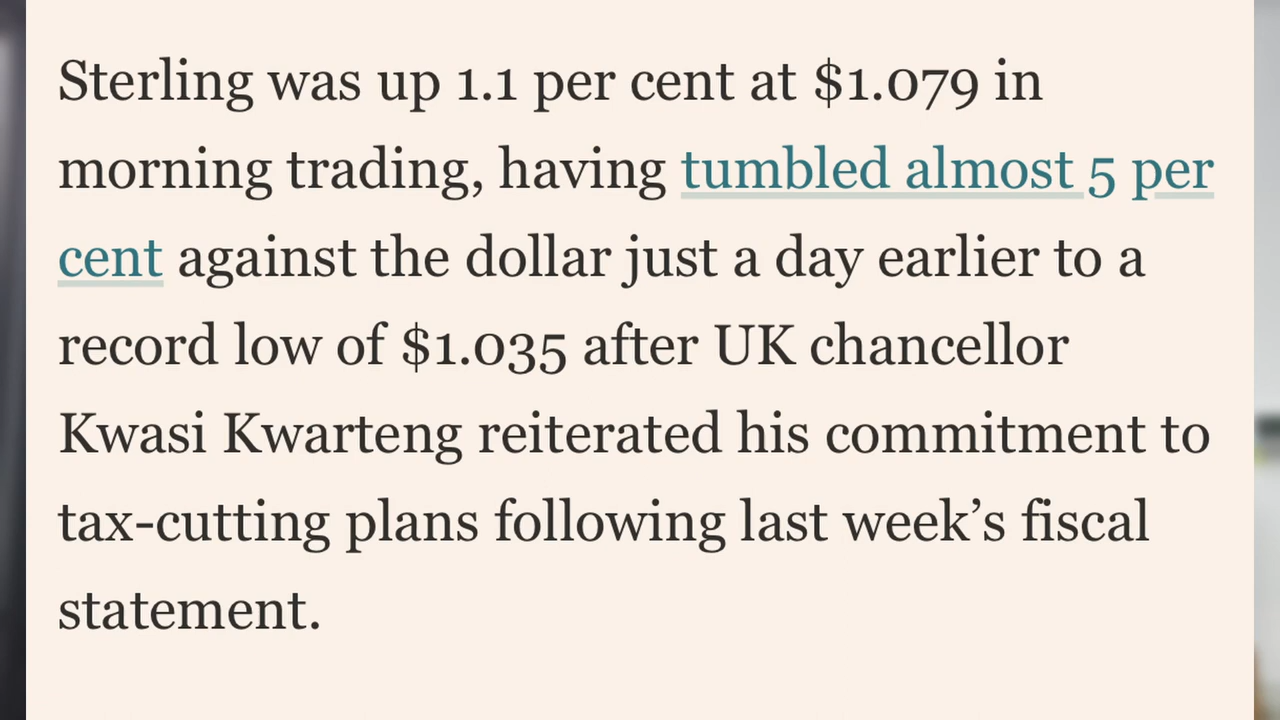 Sterling was up 1.1 per cent at $1.079 in
morning trading, having tumbled almost 5 per
cent against the dollar just a day earlier to a
record low of $1.035 after UK chancellor
Kwasi Kwarteng reiterated his commitment to
tax-cutting plans following last week’s fiscal
statement.